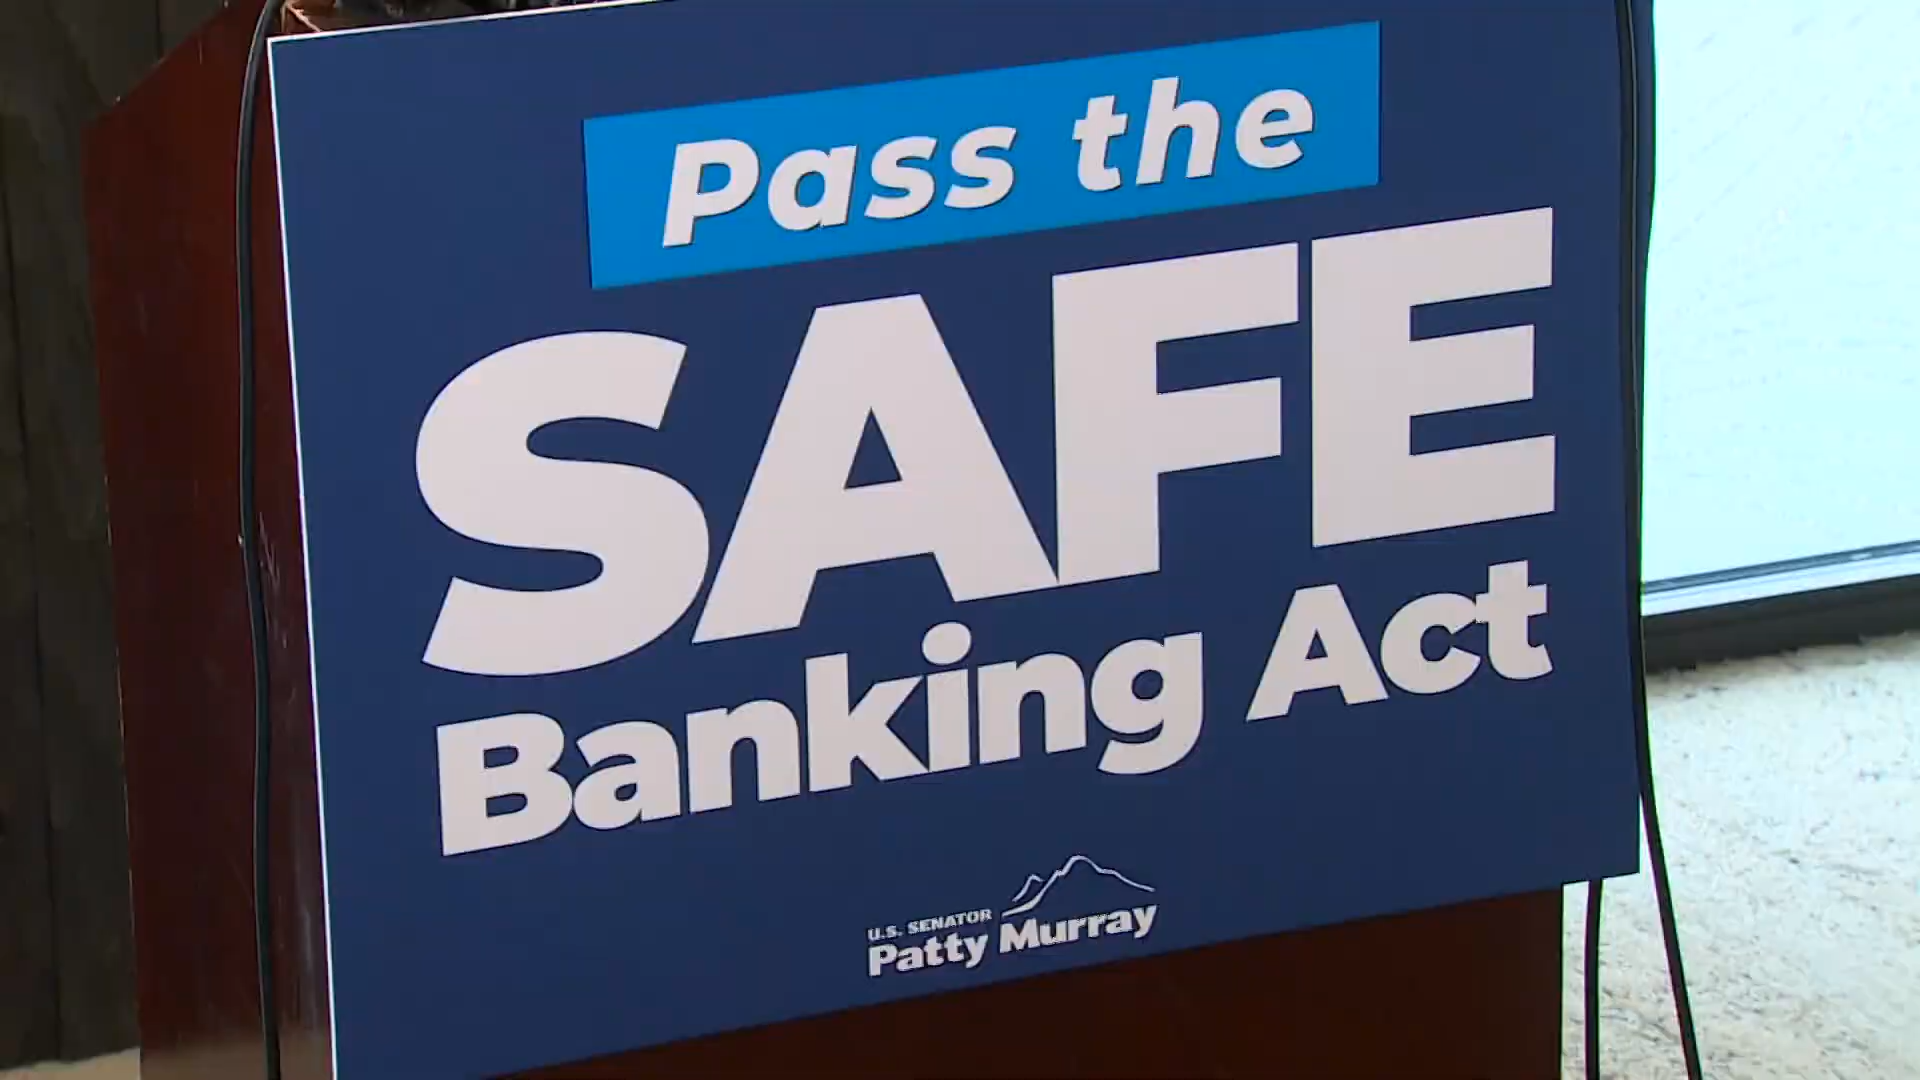 Pass the
SAFE
Banking Act
U.S. SENATOR
Patty Murray